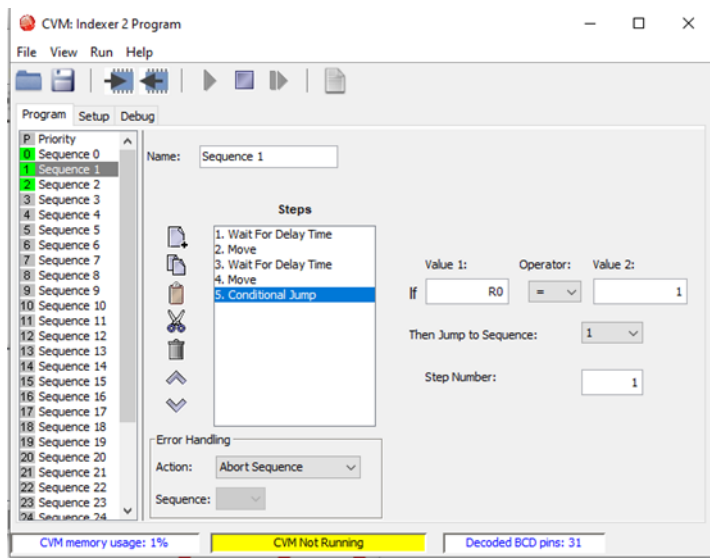 CVM: Indexer 2 Program
File View Run Help
Program Setup Debug
P Priority
0 Sequence 0
1 Sequence 1
2 Sequence 2
3 Sequence 3
4 Sequence 4
5 Sequence 5
6 Sequence 6
7 Sequence 7
8 Sequence 8
9 Sequence 9
10 Sequence 10
11 Sequence 11
12 Sequence 12
13 Sequence 13
14 Sequence 14
15 Sequence 15
16 Sequence 16
17 Sequence 17
18 Sequence 18
19 Sequence 19
20 Sequence 20
21 Sequence 21
22 Sequence 22
23 Sequence 23
24 Sequence 24
Name: Sequence 1
Steps
1. Wait For Delay Time
2. Move
3. Wait For Delay Time
4. Move
5. Conditional Jump
Error Handling
Action: Abort Sequence
Sequence:
Value 1: Operator: Value 2:
If R0 = 1
Then Jump to Sequence: 1
Step Number: 1
CVM memory usage: 1% CVM Not Running Decoded BCD pins: 31